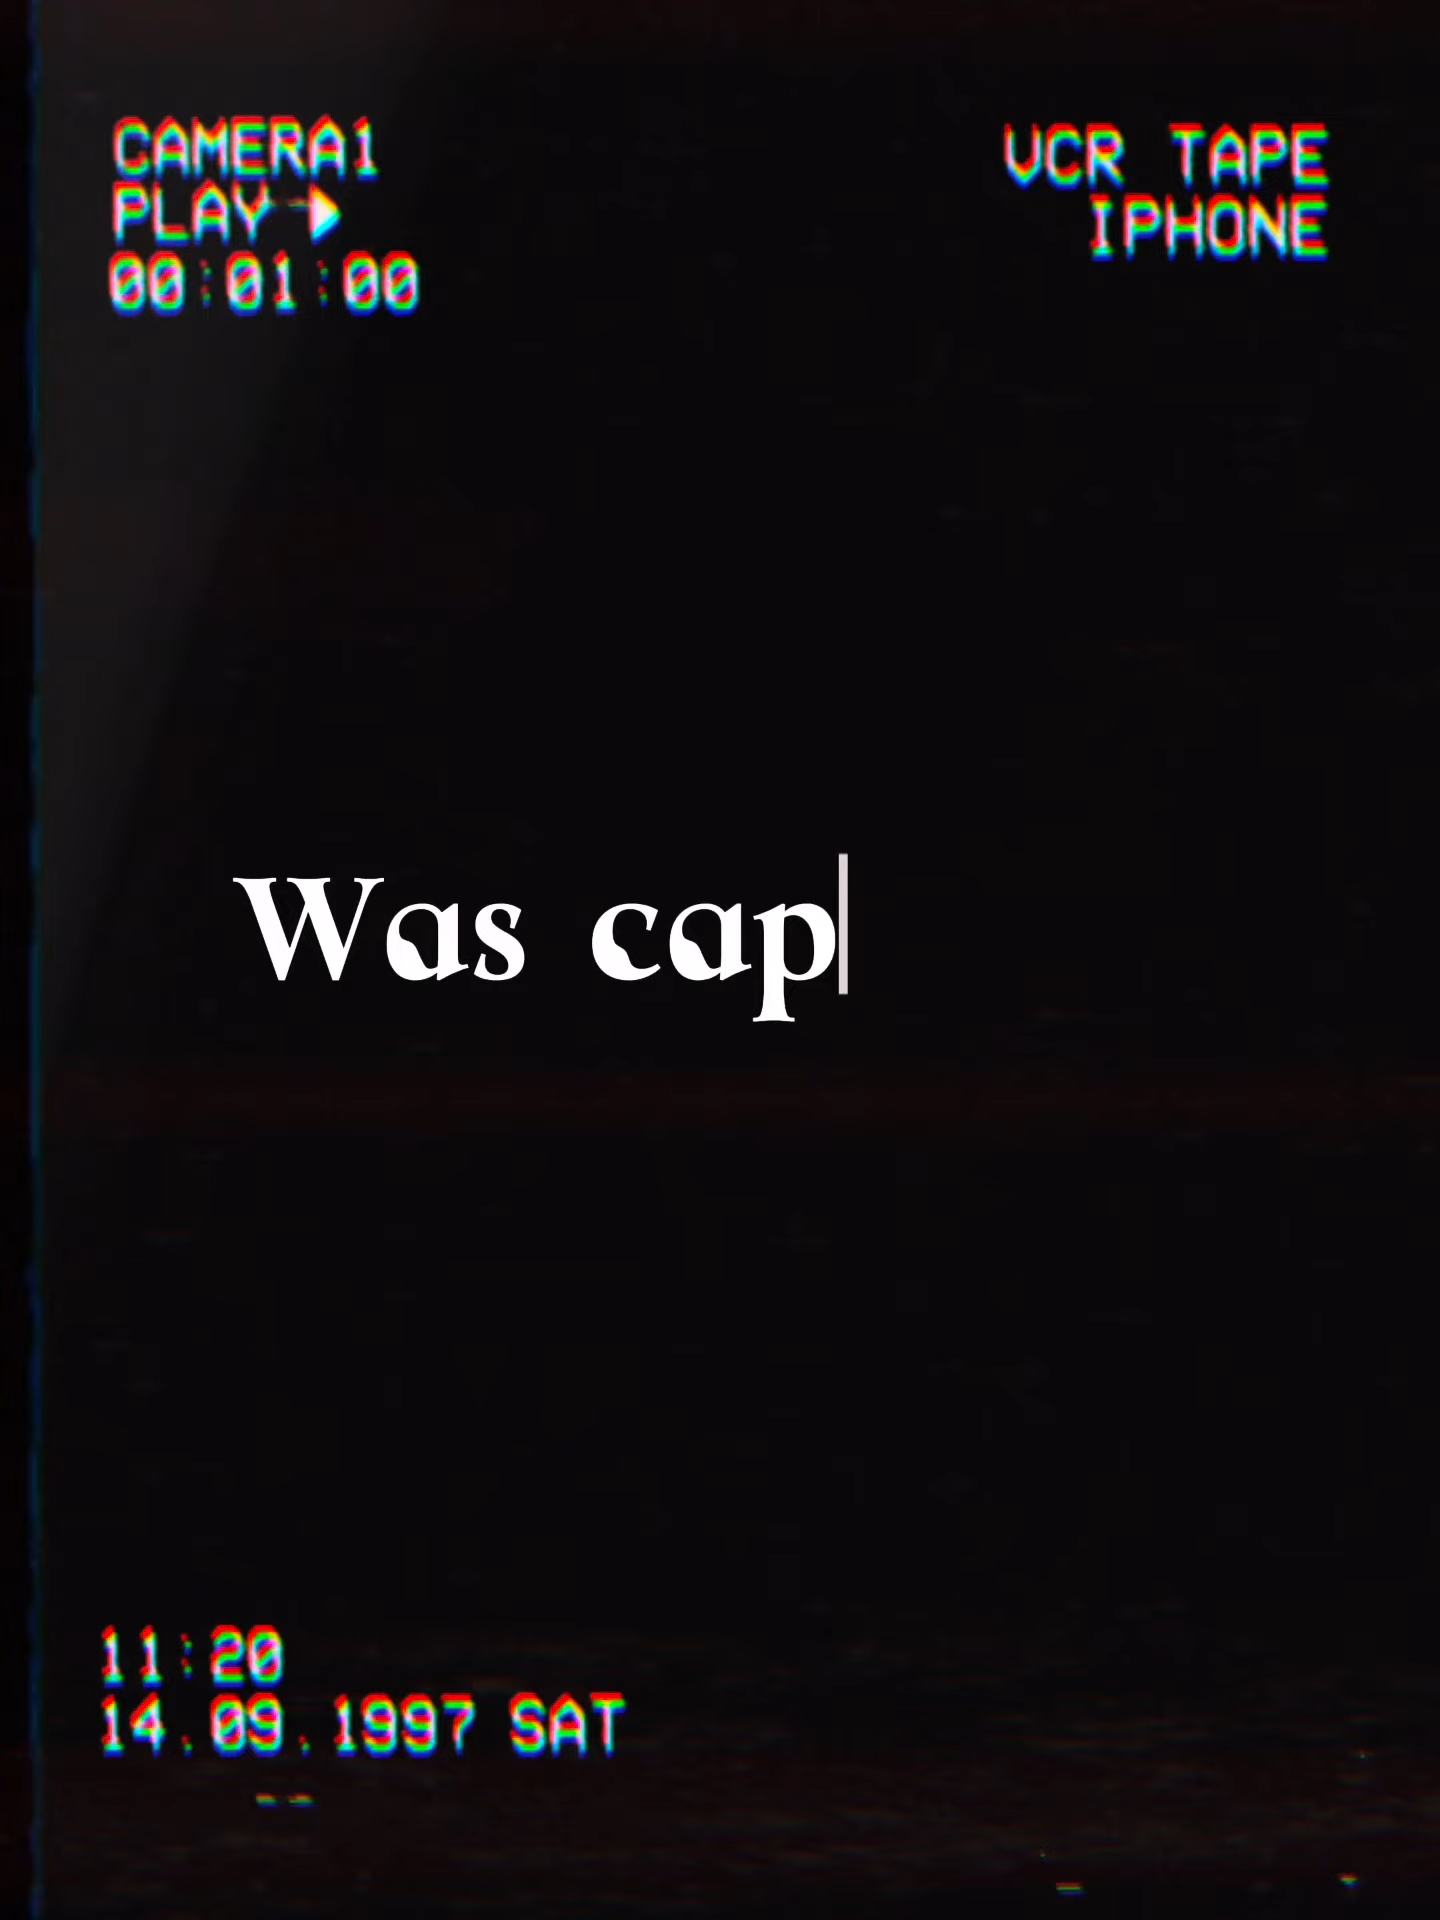 CAMERA1
PLAY
00:01:00
VCR TAPE
IPHONE
Was cap
11:20
14.09.1997 SAT